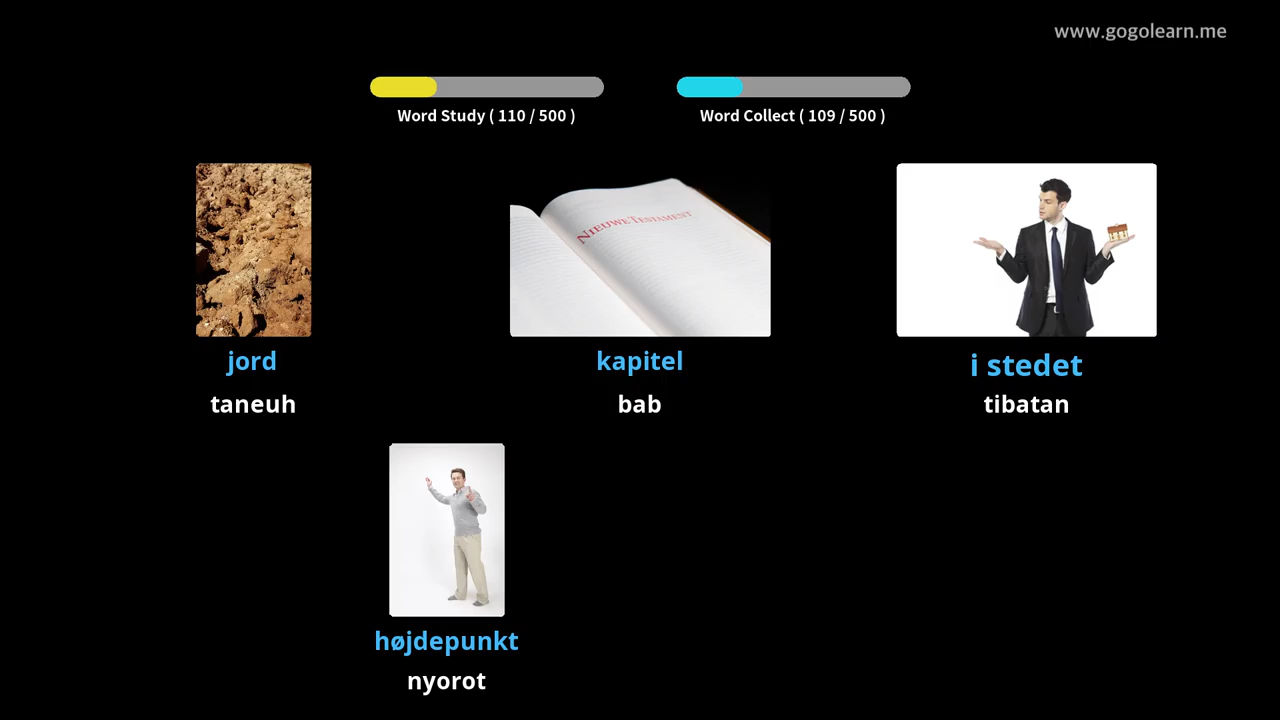 www.gogolearn.me
Word Study ( 110 / 500 )
Word Collect ( 109 / 500 )
NIEUWE TESTAMENT
jord
kapitel
i stedet
taneuh
bab
tibatan
højdepunkt
nyorot